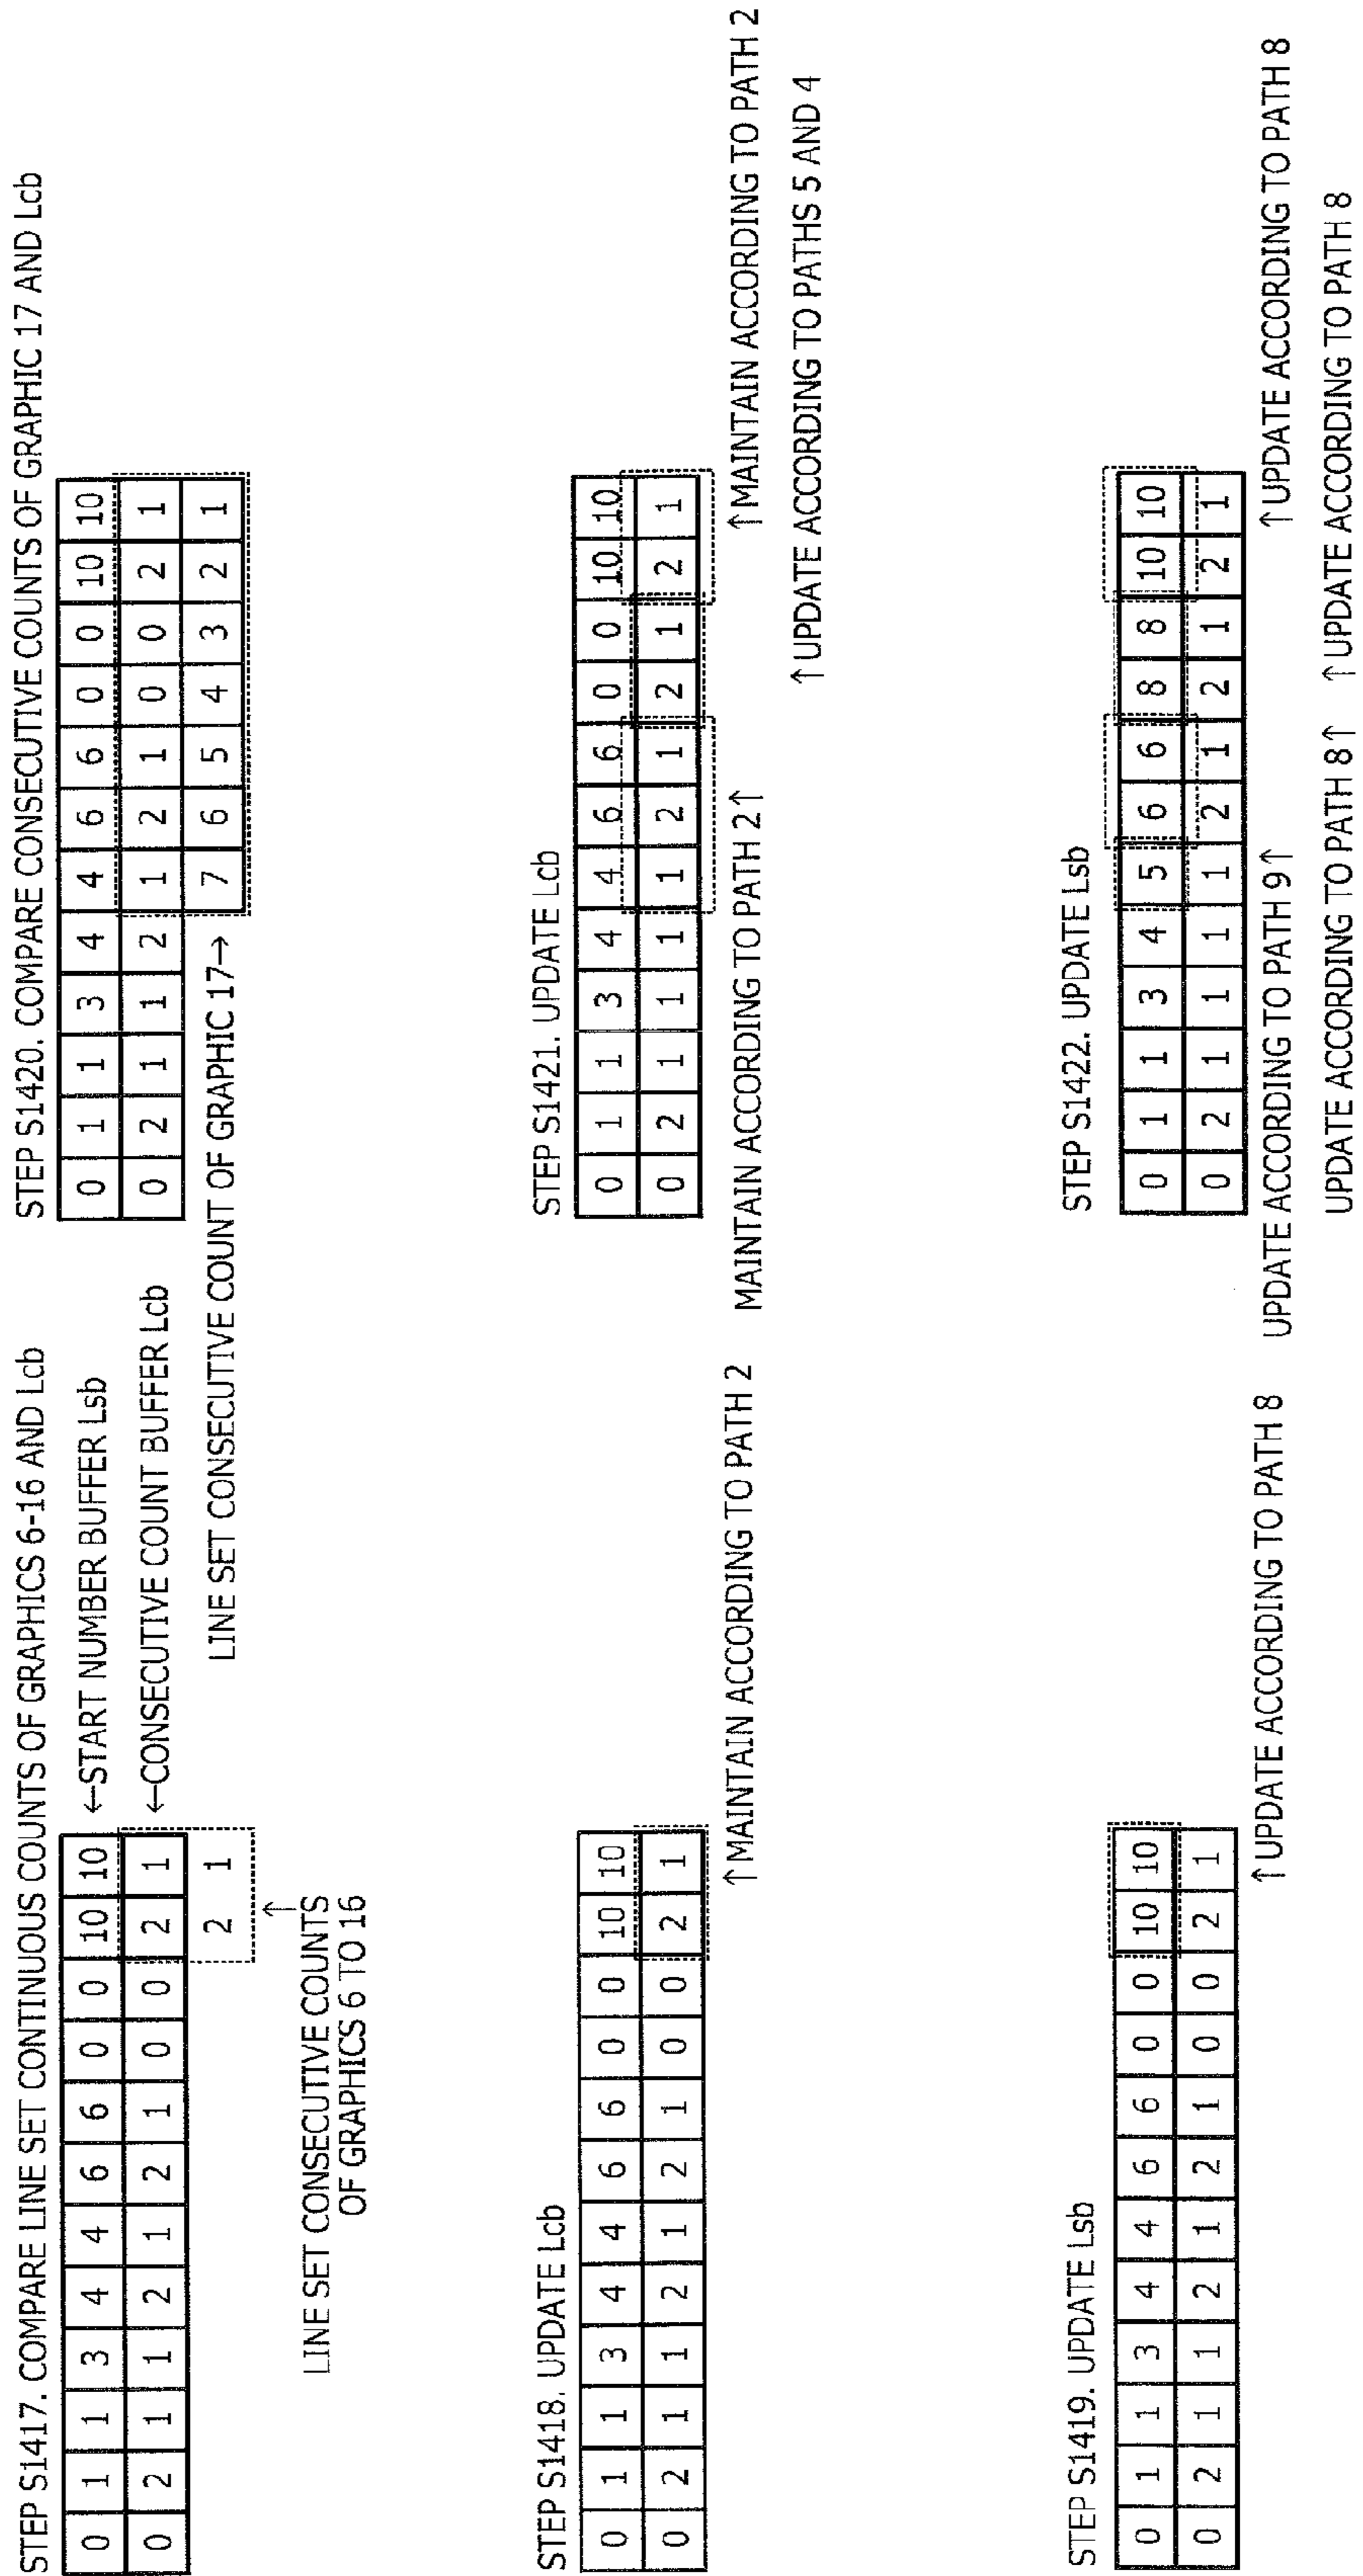 STEP S1417. COMPARE LINE SET CONTINUOUS COUNTS OF GRAPHICS 6-16 AND Lcb
0 1 1 3 4 4 6 6 0 0 10 10 ←START NUMBER BUFFER Lsb
0 2 1 1 2 1 2 1 0 0 2 1 ←CONSECUTIVE COUNT BUFFER Lcb
2 1
↑
LINE SET CONSECUTIVE COUNTS
OF GRAPHICS 6 TO 16
STEP S1418. UPDATE Lcb
0 1 1 3 4 4 6 6 0 0 10 10
0 2 1 1 2 1 2 1 0 0 2 1
↑MAINTAIN ACCORDING TO PATH 2
STEP S1419. UPDATE Lsb
0 1 1 3 4 4 6 6 0 0 10 10
0 2 1 1 2 1 2 1 0 0 2 1
↑UPDATE ACCORDING TO PATH 8
STEP S1420. COMPARE CONSECUTIVE COUNTS OF GRAPHIC 17 AND Lcb
0 1 1 3 4 4 6 6 0 0 10 10
0 2 1 1 2 1 2 1 0 0 2 1
LINE SET CONSECUTIVE COUNT OF GRAPHIC 17→ 7 6 5 4 3 2 1
STEP S1421. UPDATE Lcb
0 1 1 3 4 4 6 6 0 0 10 10
0 2 1 1 1 1 2 1 2 1 2 1
MAINTAIN ACCORDING TO PATH 2↑ ↑MAINTAIN ACCORDING TO PATH 2
↑UPDATE ACCORDING TO PATHS 5 AND 4
STEP S1422. UPDATE Lsb
0 1 1 3 4 5 6 6 8 8 10 10
0 2 1 1 1 1 2 1 2 1 2 1
UPDATE ACCORDING TO PATH 9↑ ↑UPDATE ACCORDING TO PATH 8
UPDATE ACCORDING TO PATH 8↑ ↑UPDATE ACCORDING TO PATH 8